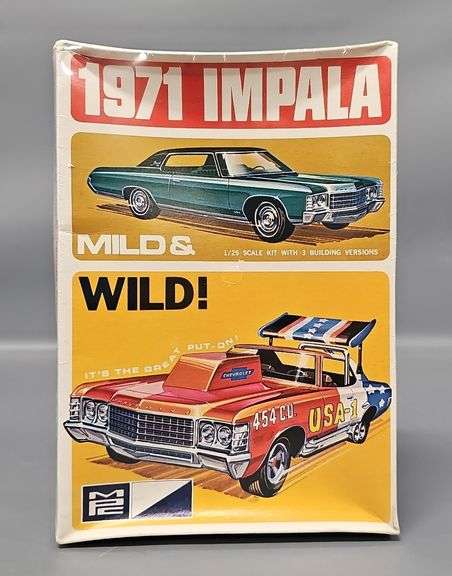 1971 IMPALA
MILD &
1/25 SCALE KIT WITH 3 BUILDING VERSIONS
WILD!
IT'S THE GREAT PUT-ON!
CHEVROLET
454 CU.
USA-1
MPC